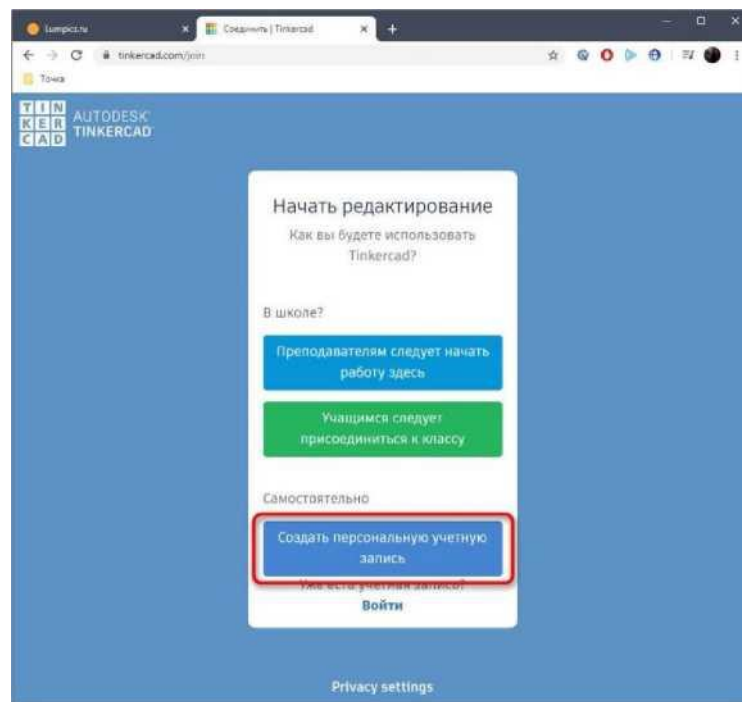 Lumpics.ru
Соединить | Tinkercad
tinkercad.com/join
Точка
TIN
KER
CAD
AUTODESK
TINKERCAD
Начать редактирование
Как вы будете использовать
Tinkercad?
В школе?
Преподавателям следует начать
работу здесь
Учащимся следует
присоединиться к классу
Самостоятельно
Создать персональную учетную
запись
Уже есть учетная запись?
Войти
Privacy settings